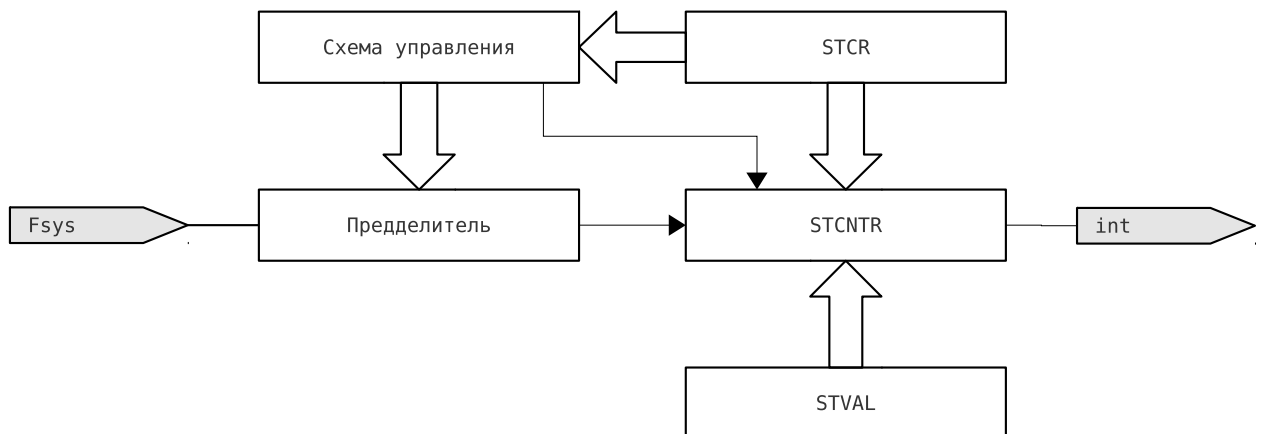 Схема управления
STCR
Fsys
Предделитель
STCNTR
int
STVAL